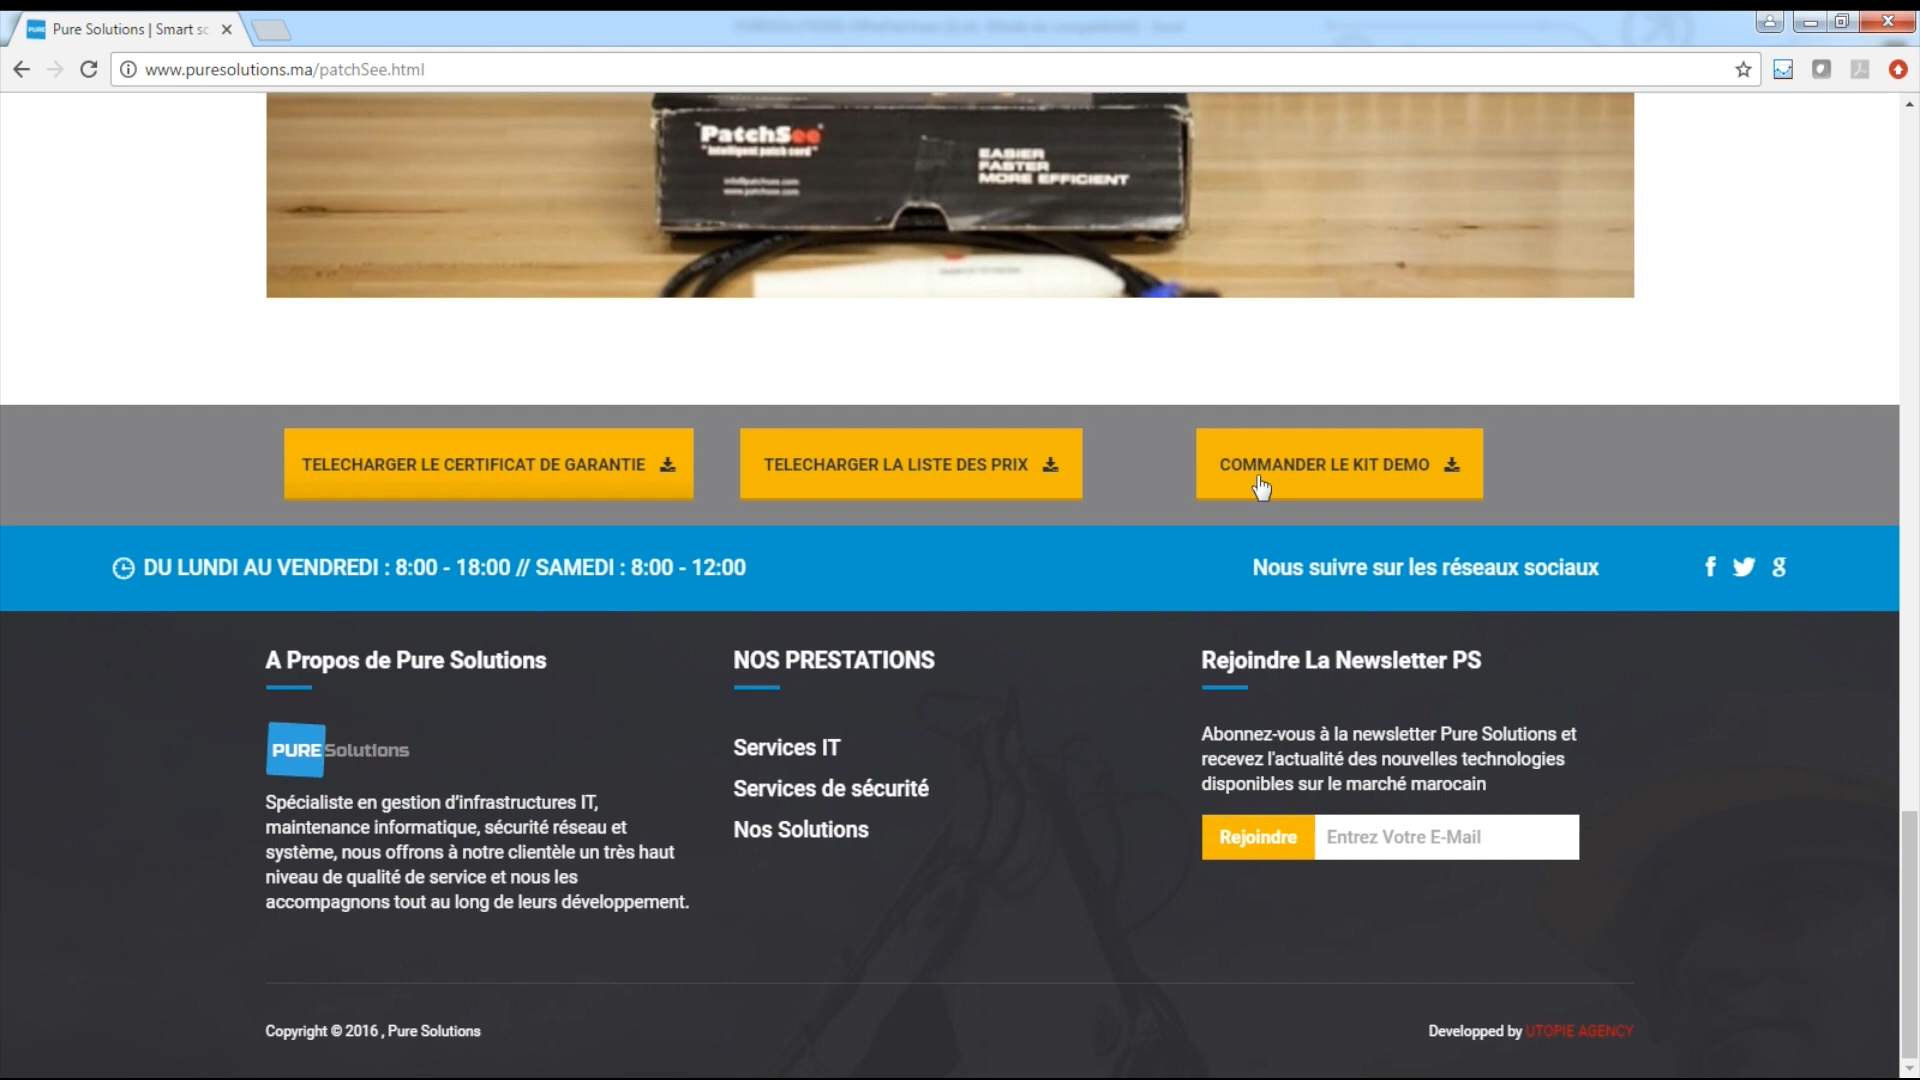 Pure Solutions | Smart so
www.puresolutions.ma/patchSee.html
PatchSee
"Intelligent patch cord"
info@patchsee.com
www.patchsee.com
EASIER
FASTER
MORE EFFICIENT
TELECHARGER LE CERTIFICAT DE GARANTIE
TELECHARGER LA LISTE DES PRIX
COMMANDER LE KIT DEMO
DU LUNDI AU VENDREDI : 8:00 - 18:00 // SAMEDI : 8:00 - 12:00
Nous suivre sur les réseaux sociaux
A Propos de Pure Solutions
PURE Solutions
Spécialiste en gestion d'infrastructures IT,
maintenance informatique, sécurité réseau et
système, nous offrons à notre clientèle un très haut
niveau de qualité de service et nous les
accompagnons tout au long de leurs développement.
NOS PRESTATIONS
Services IT
Services de sécurité
Nos Solutions
Rejoindre La Newsletter PS
Abonnez-vous à la newsletter Pure Solutions et
recevez l'actualité des nouvelles technologies
disponibles sur le marché marocain
Rejoindre
Entrez Votre E-Mail
Copyright © 2016 , Pure Solutions
Developped by UTOPIE AGENCY